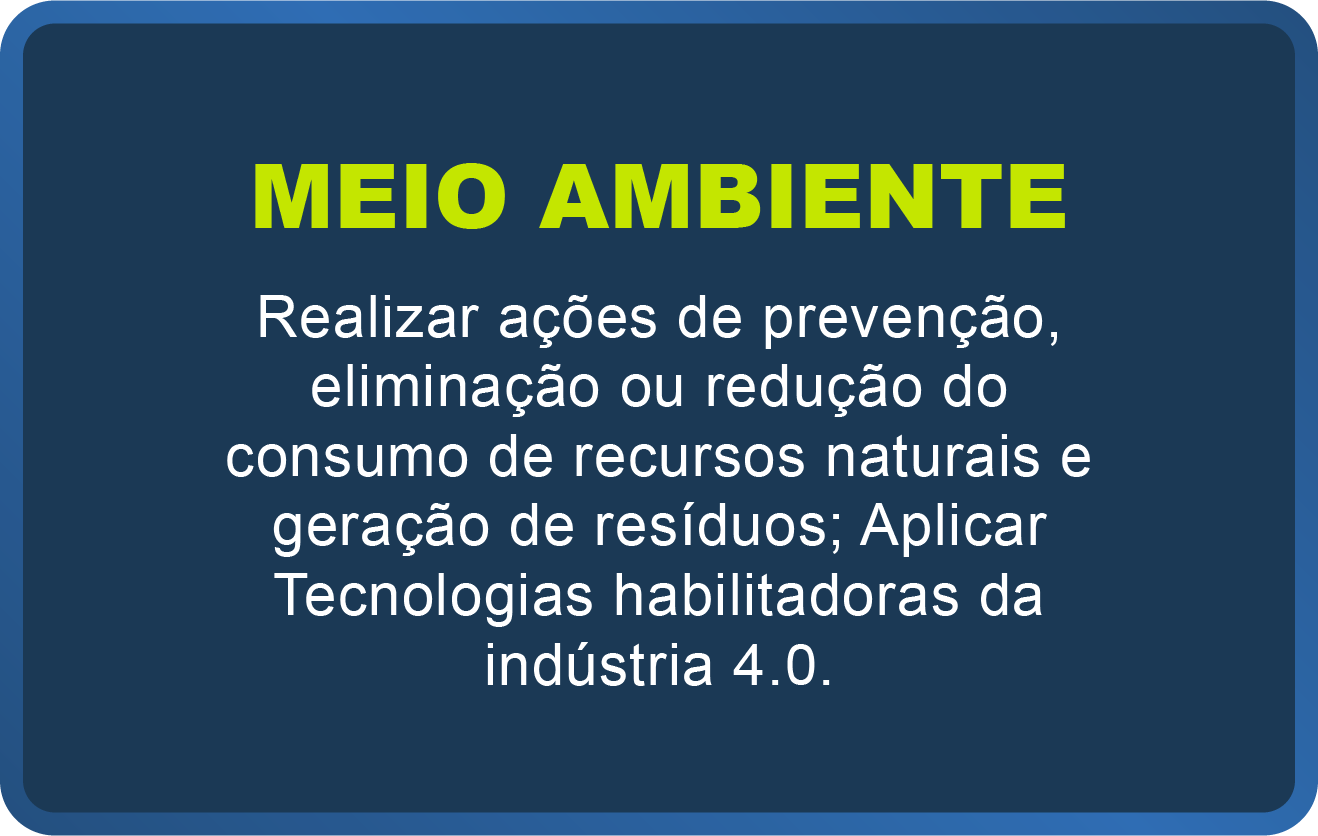 MEIO AMBIENTE
Realizar ações de prevenção,
eliminação ou redução do
consumo de recursos naturais e
geração de resíduos; Aplicar
Tecnologias habilitadoras da
indústria 4.0.